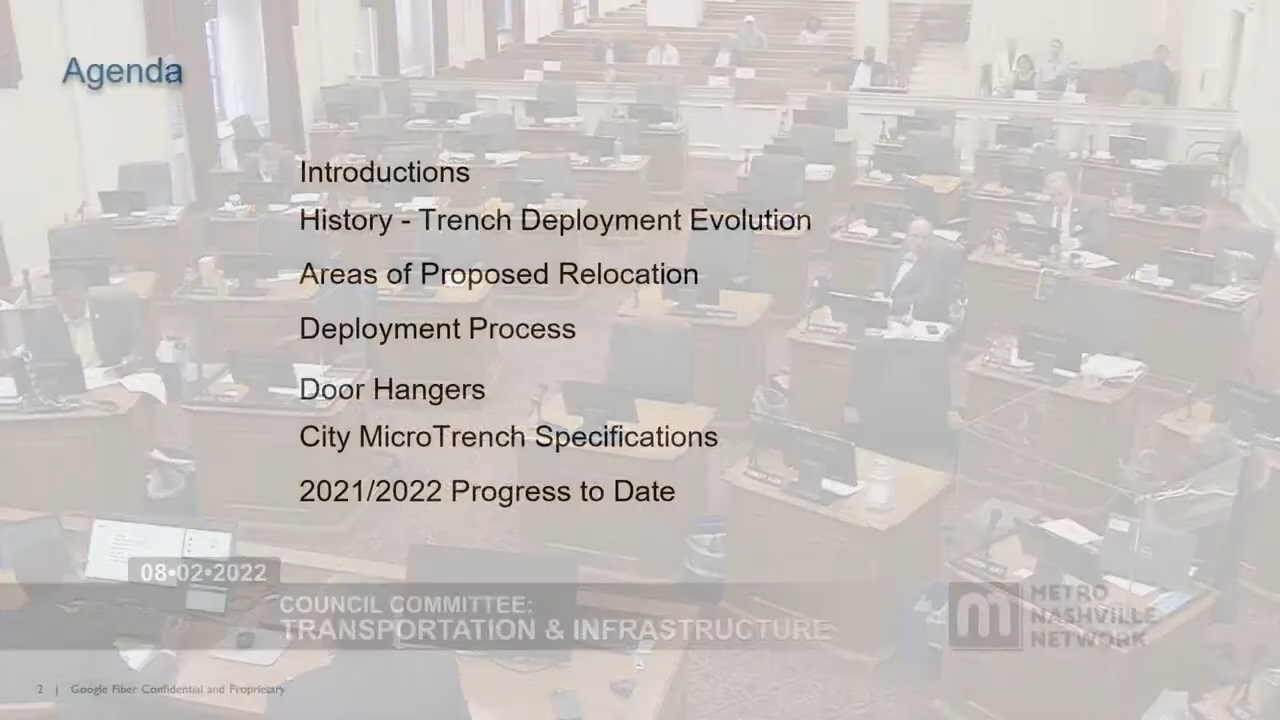 Agenda
Introductions
History - Trench Deployment Evolution
Areas of Proposed Relocation
Deployment Process
Door Hangers
City MicroTrench Specifications
2021/2022 Progress to Date
08•02•2022
COUNCIL COMMITTEE:
TRANSPORTATION & INFRASTRUCTURE
m METRO
NASHVILLE
NETWORK
2 | Google Fiber Confidential and Proprietary